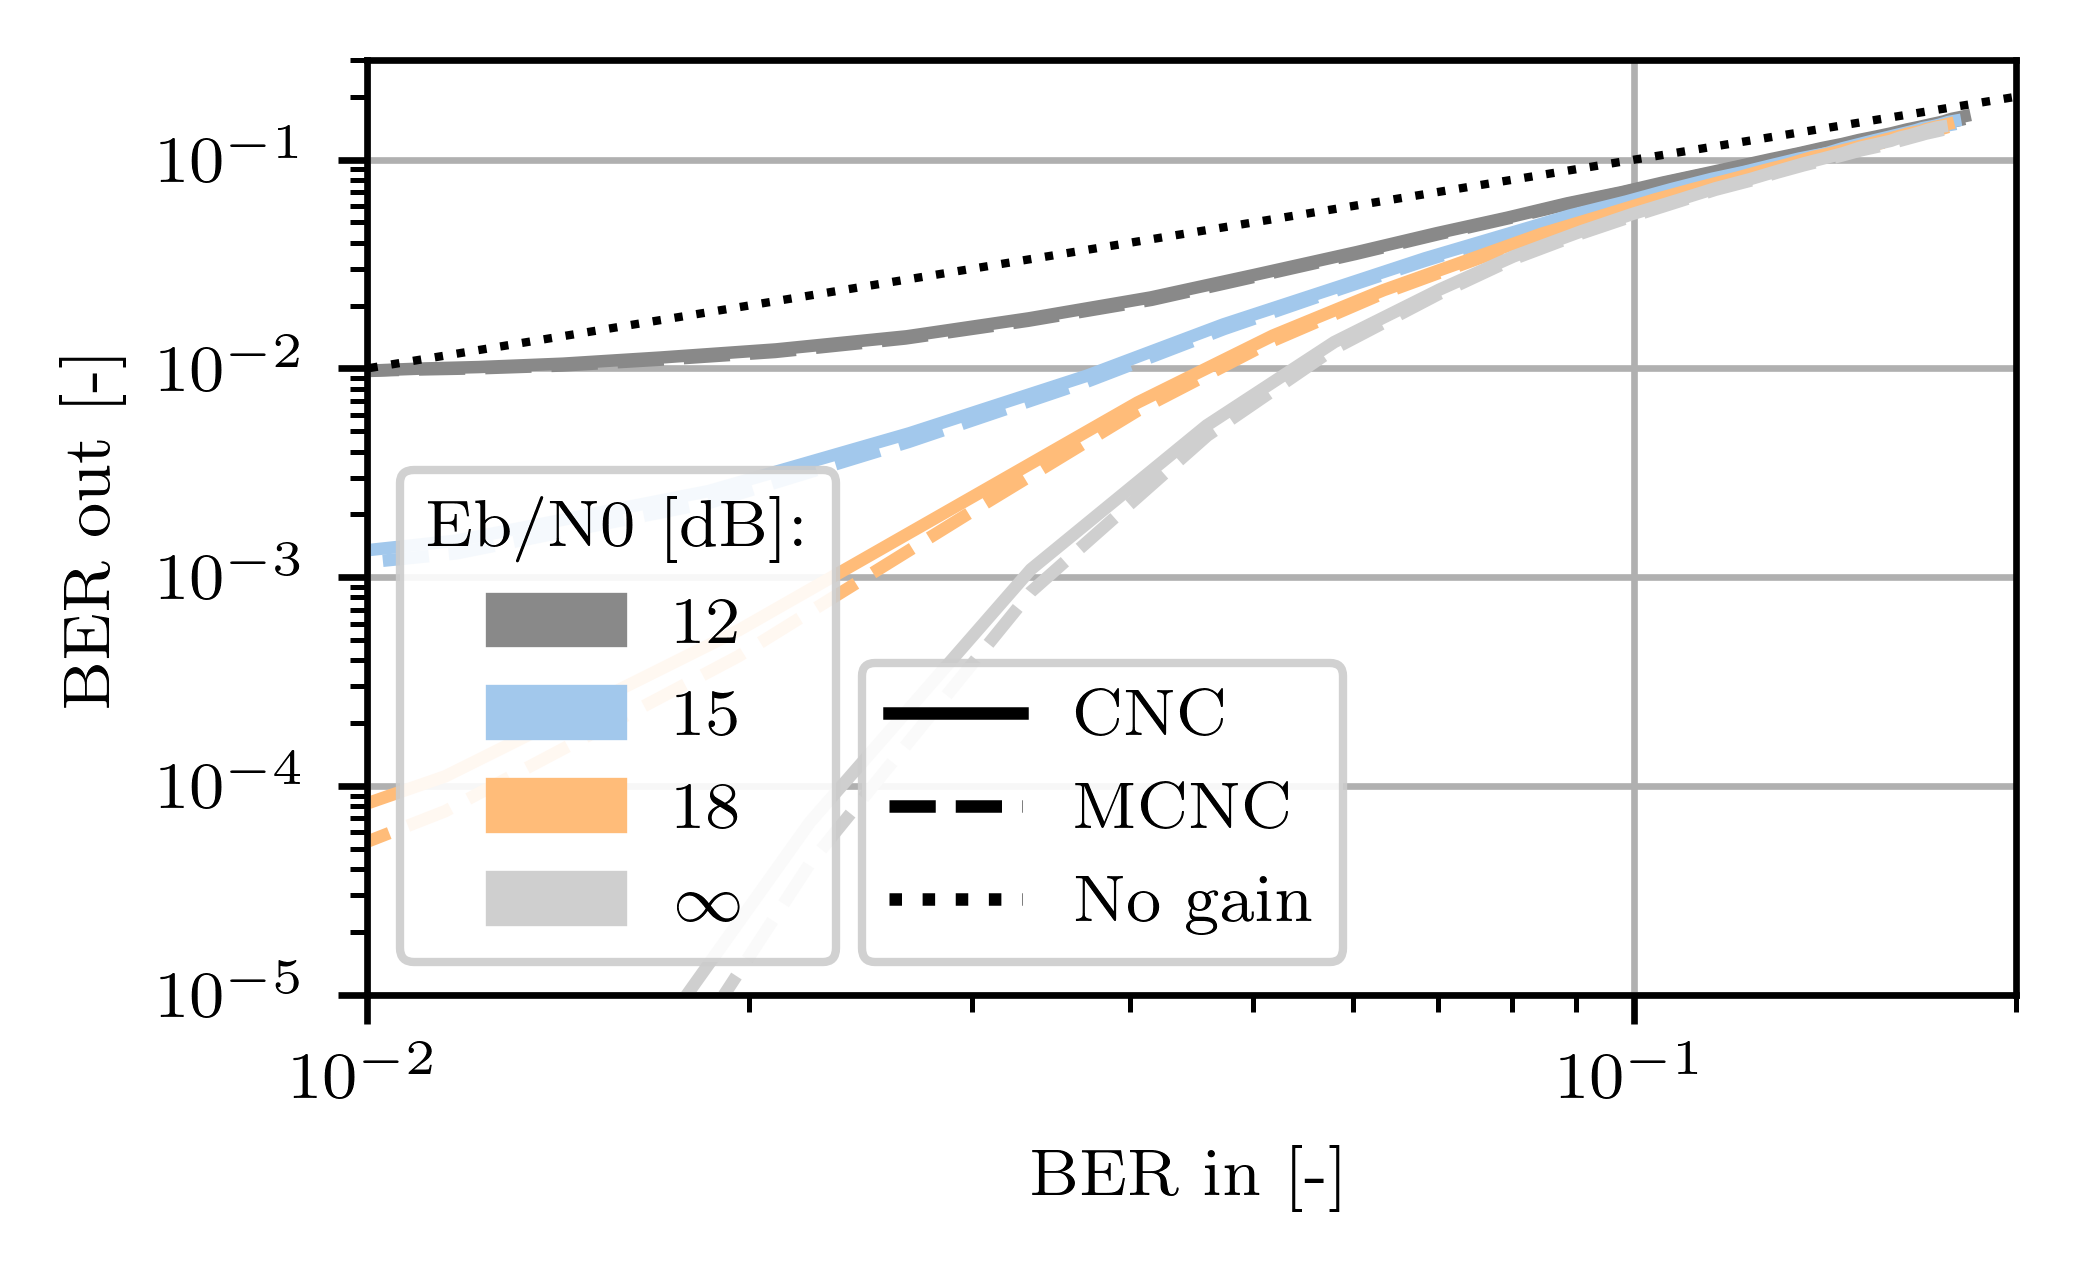 10⁻¹
10⁻²
10⁻³
10⁻⁴
10⁻⁵
BER out [-]
Eb/N0 [dB]:
12
15
18
∞
CNC
MCNC
No gain
10⁻²
10⁻¹
BER in [-]